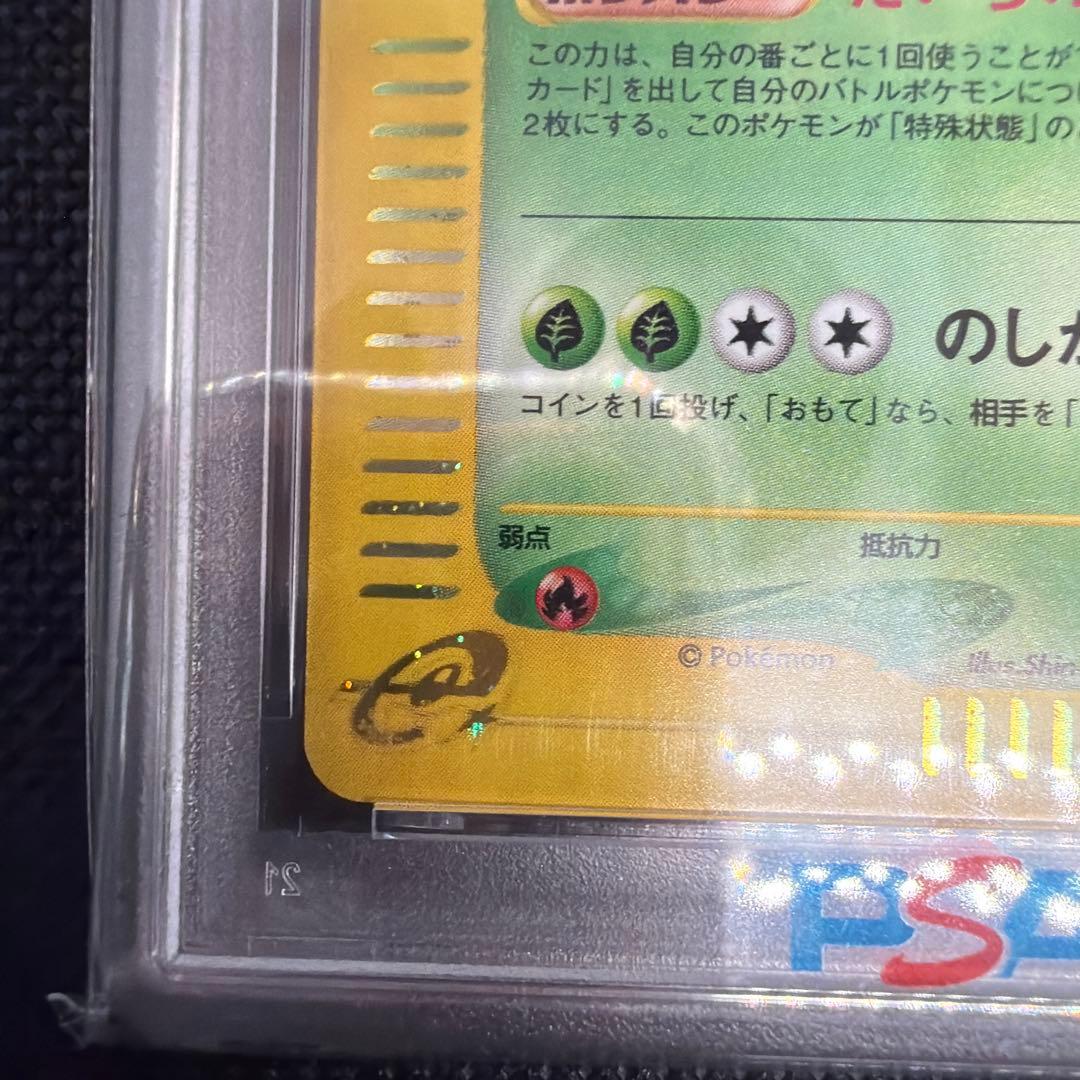 この力は、自分の番ごとに1回使うことが
カード」を出して自分のバトルポケモンにつ
2枚にする。このポケモンが「特殊状態」の
のしか
コインを1回投げ、「おもて」なら、相手を「
弱点
抵抗力
© Pokémon
Illus. Shin
e
21
PSA